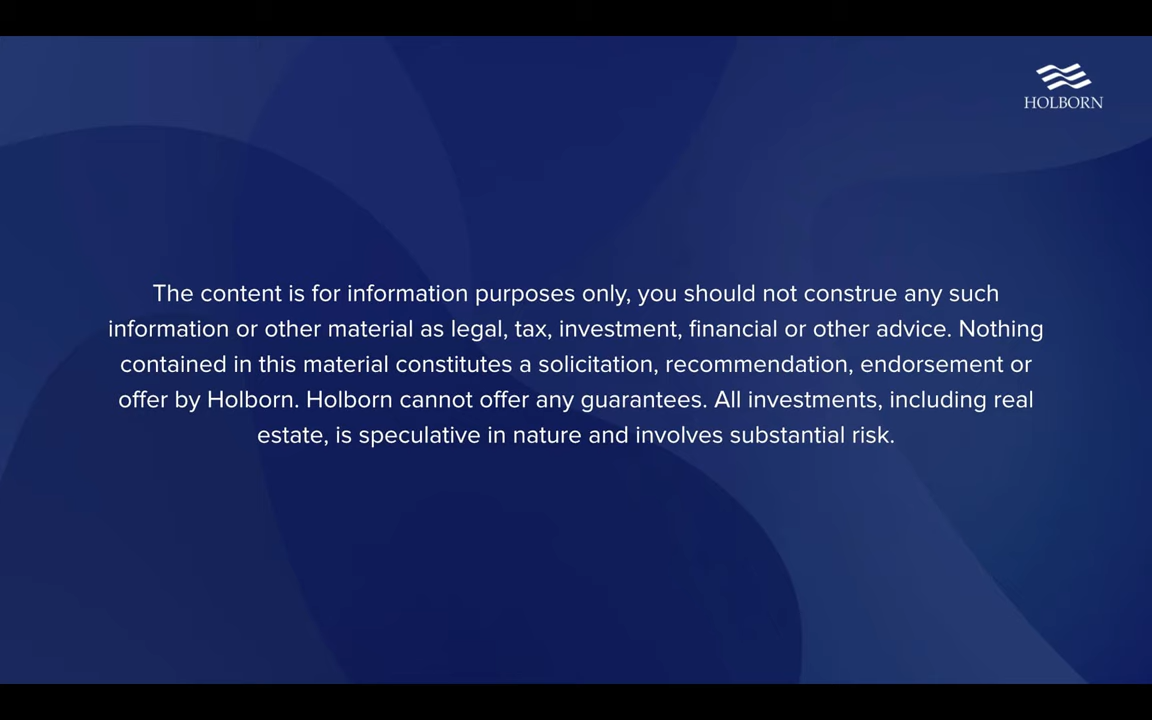 HOLBORN
The content is for information purposes only, you should not construe any such
information or other material as legal, tax, investment, financial or other advice. Nothing
contained in this material constitutes a solicitation, recommendation, endorsement or
offer by Holborn. Holborn cannot offer any guarantees. All investments, including real
estate, is speculative in nature and involves substantial risk.